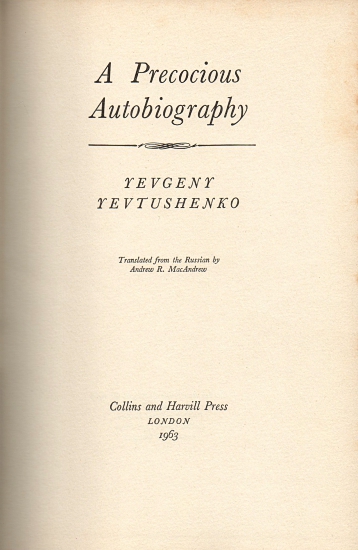 A Precocious
Autobiography
YEVGENY
YEVTUSHENKO
Translated from the Russian by
Andrew R. MacAndrew
Collins and Harvill Press
LONDON
1963